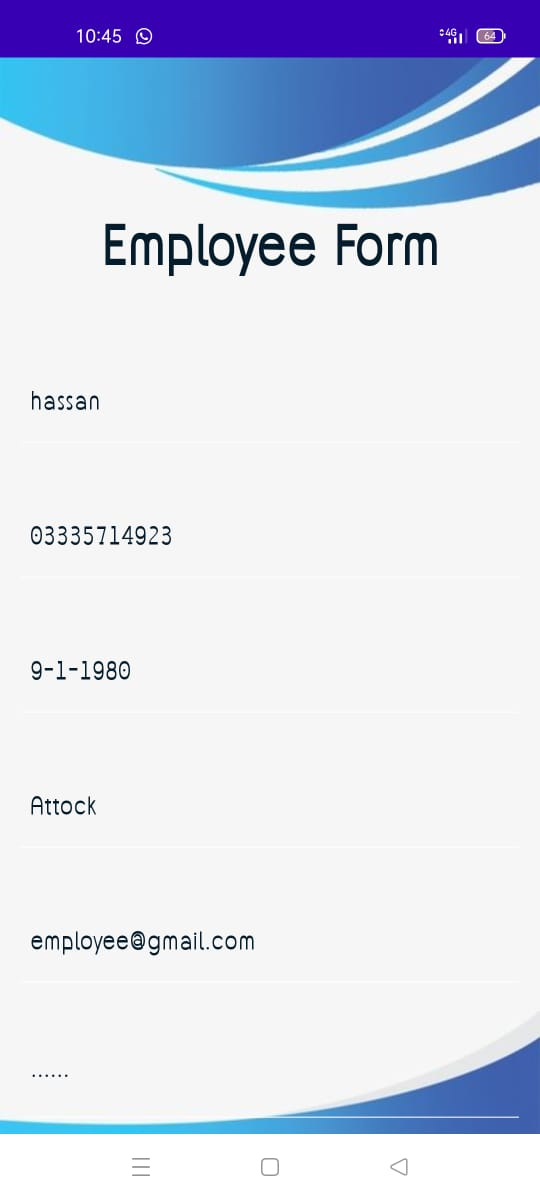 10:45
4G 64
Employee Form
hassan
03335714923
9-1-1980
Attock
employee@gmail.com
......